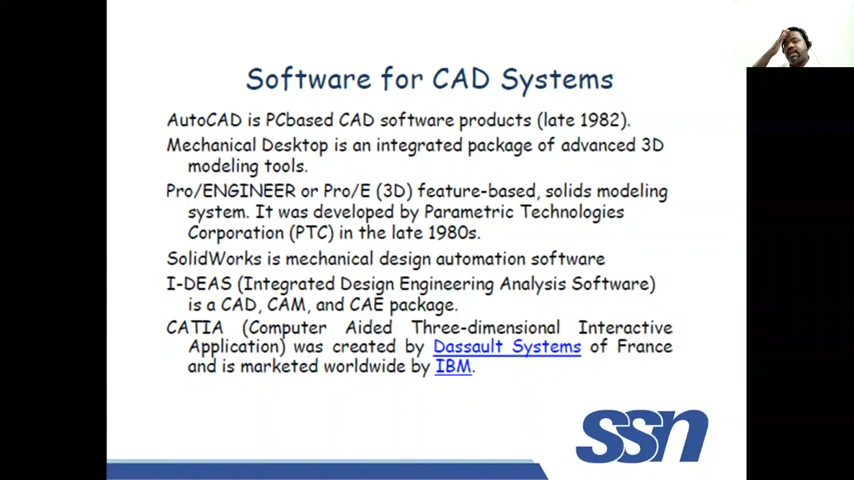 Software for CAD Systems
AutoCAD is PCbased CAD software products (late 1982).
Mechanical Desktop is an integrated package of advanced 3D
modeling tools.
Pro/ENGINEER or Pro/E (3D) feature-based, solids modeling
system. It was developed by Parametric Technologies
Corporation (PTC) in the late 1980s.
SolidWorks is mechanical design automation software
I-DEAS (Integrated Design Engineering Analysis Software)
is a CAD, CAM, and CAE package.
CATIA (Computer Aided Three-dimensional Interactive
Application) was created by Dassault Systems of France
and is marketed worldwide by IBM.
ssn